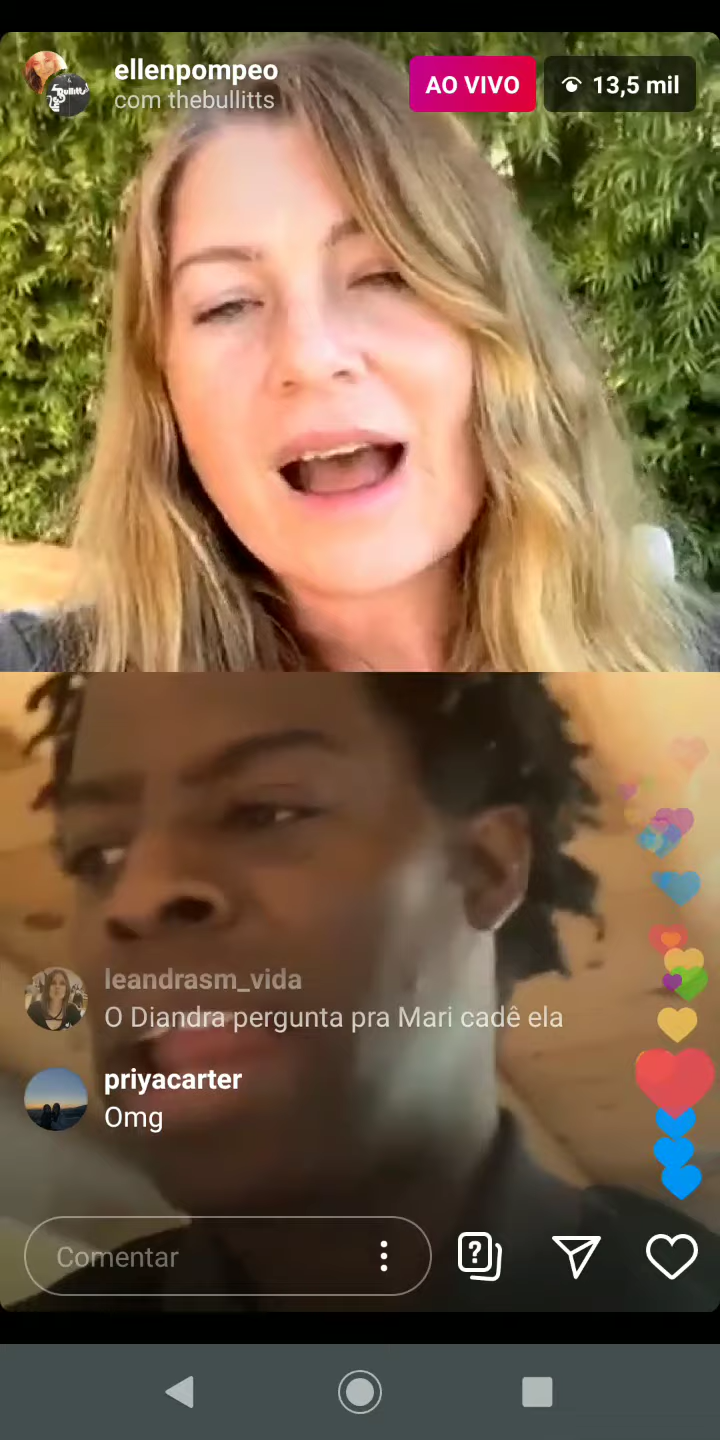 ellenpompeo
com thebullitts
AO VIVO
13,5 mil
leandrasm_vida
O Diandra pergunta pra Mari cadê ela
priyacarter
Omg
Comentar